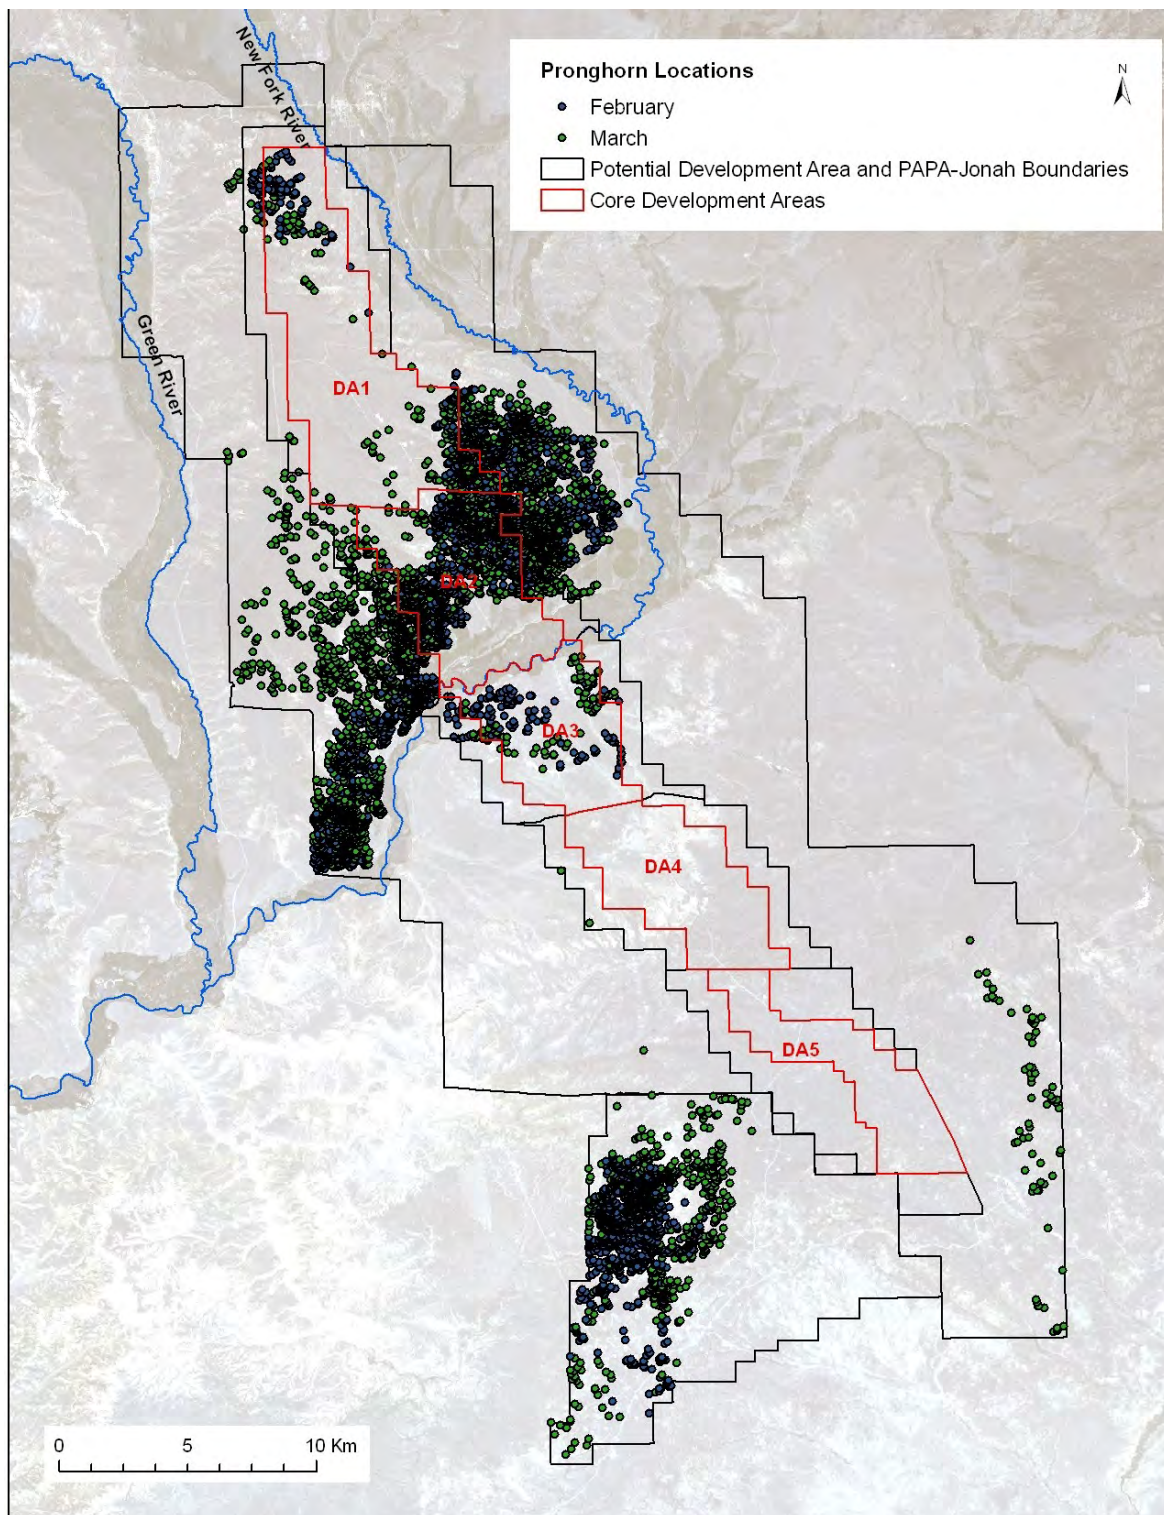 New Fork River
Pronghorn Locations
N
February
March
Potential Development Area and PAPA-Jonah Boundaries
Core Development Areas
Green River
DA1
DA2
DA3
DA4
DA5
0 5 10 Km